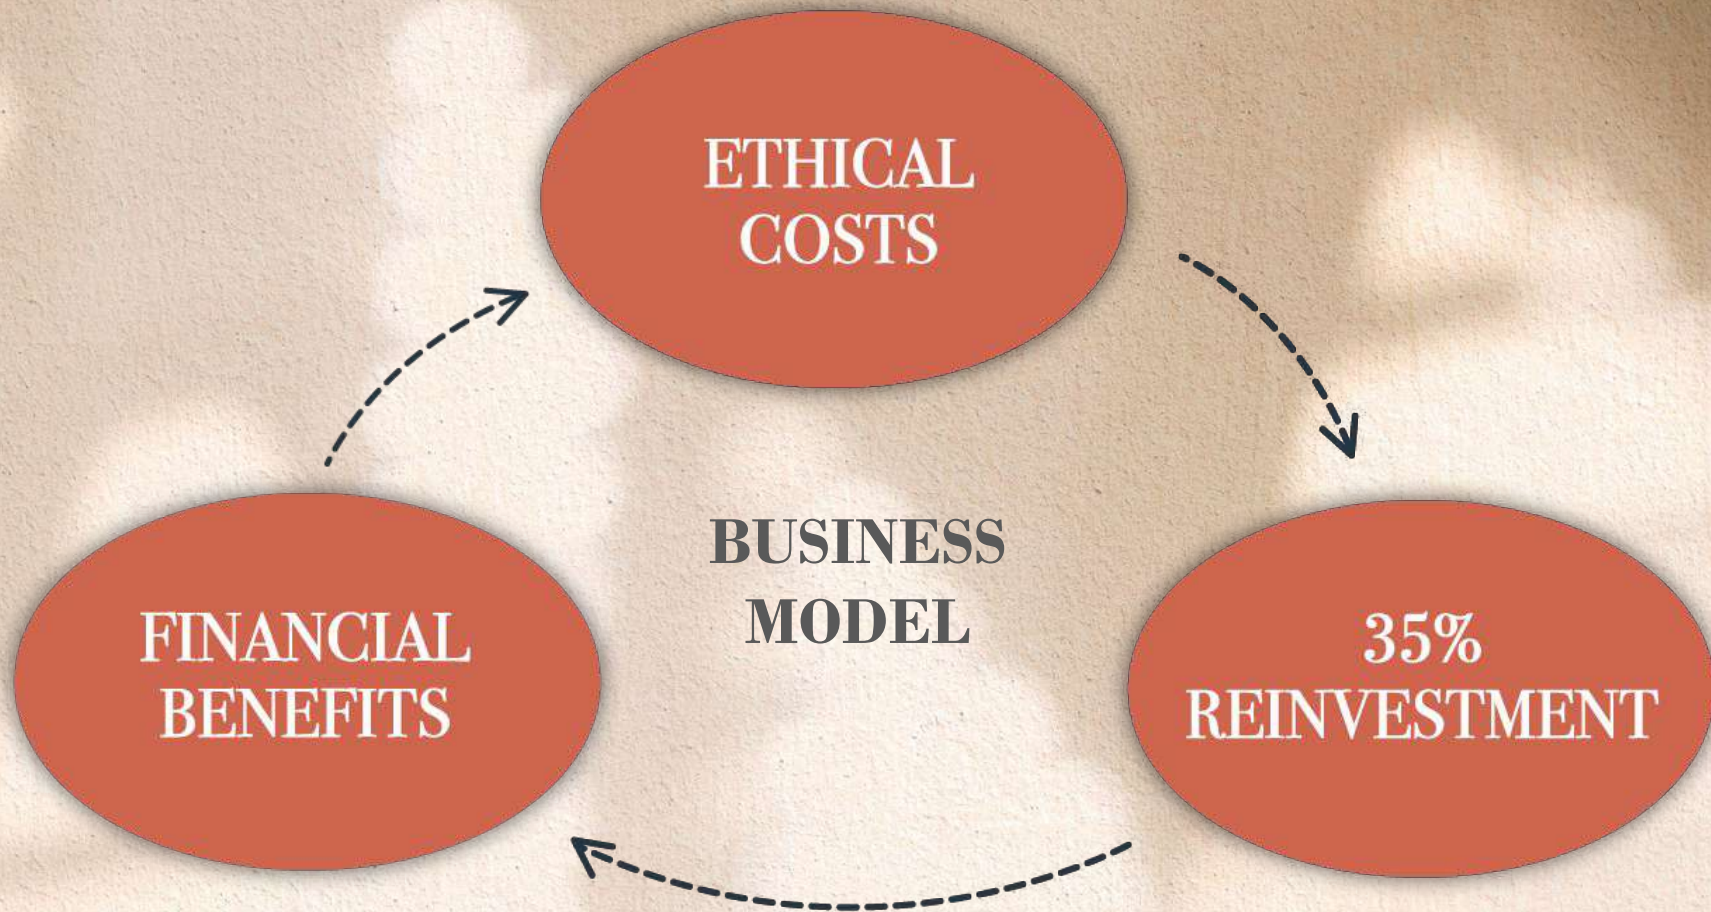 ETHICAL
COSTS
BUSINESS
MODEL
FINANCIAL
BENEFITS
35%
REINVESTMENT